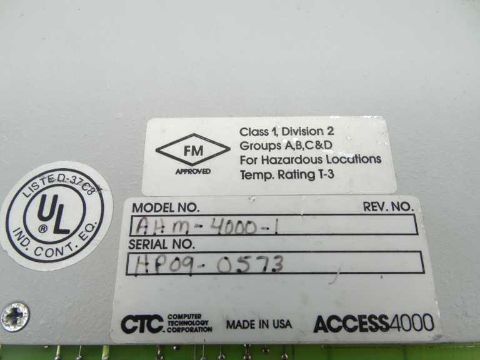 Class 1, Division 2
Groups A,B,C&D
For Hazardous Locations
Temp. Rating T-3
FM
APPROVED
LISTED-37C8
UL
®
IND. CONT. EQ.
MODEL NO. REV. NO.
AHM-4000-1
SERIAL NO.
HP09-0573
CTC COMPUTER TECHNOLOGY CORPORATION MADE IN USA ACCESS4000